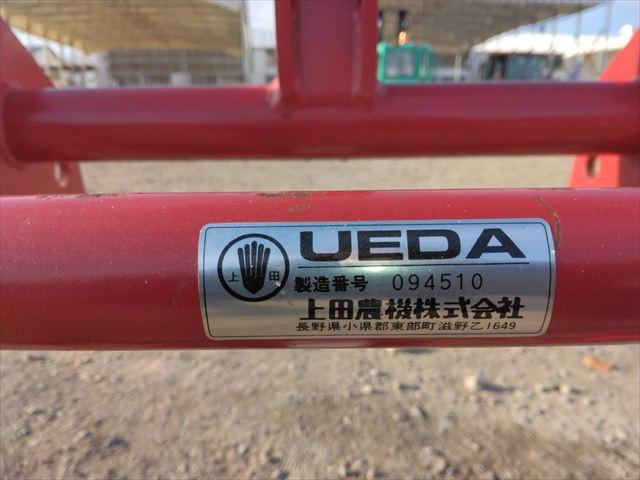 上 田
UEDA
製造番号 094510
上田農機株式会社
長野県小県郡東部町滋野乙1649